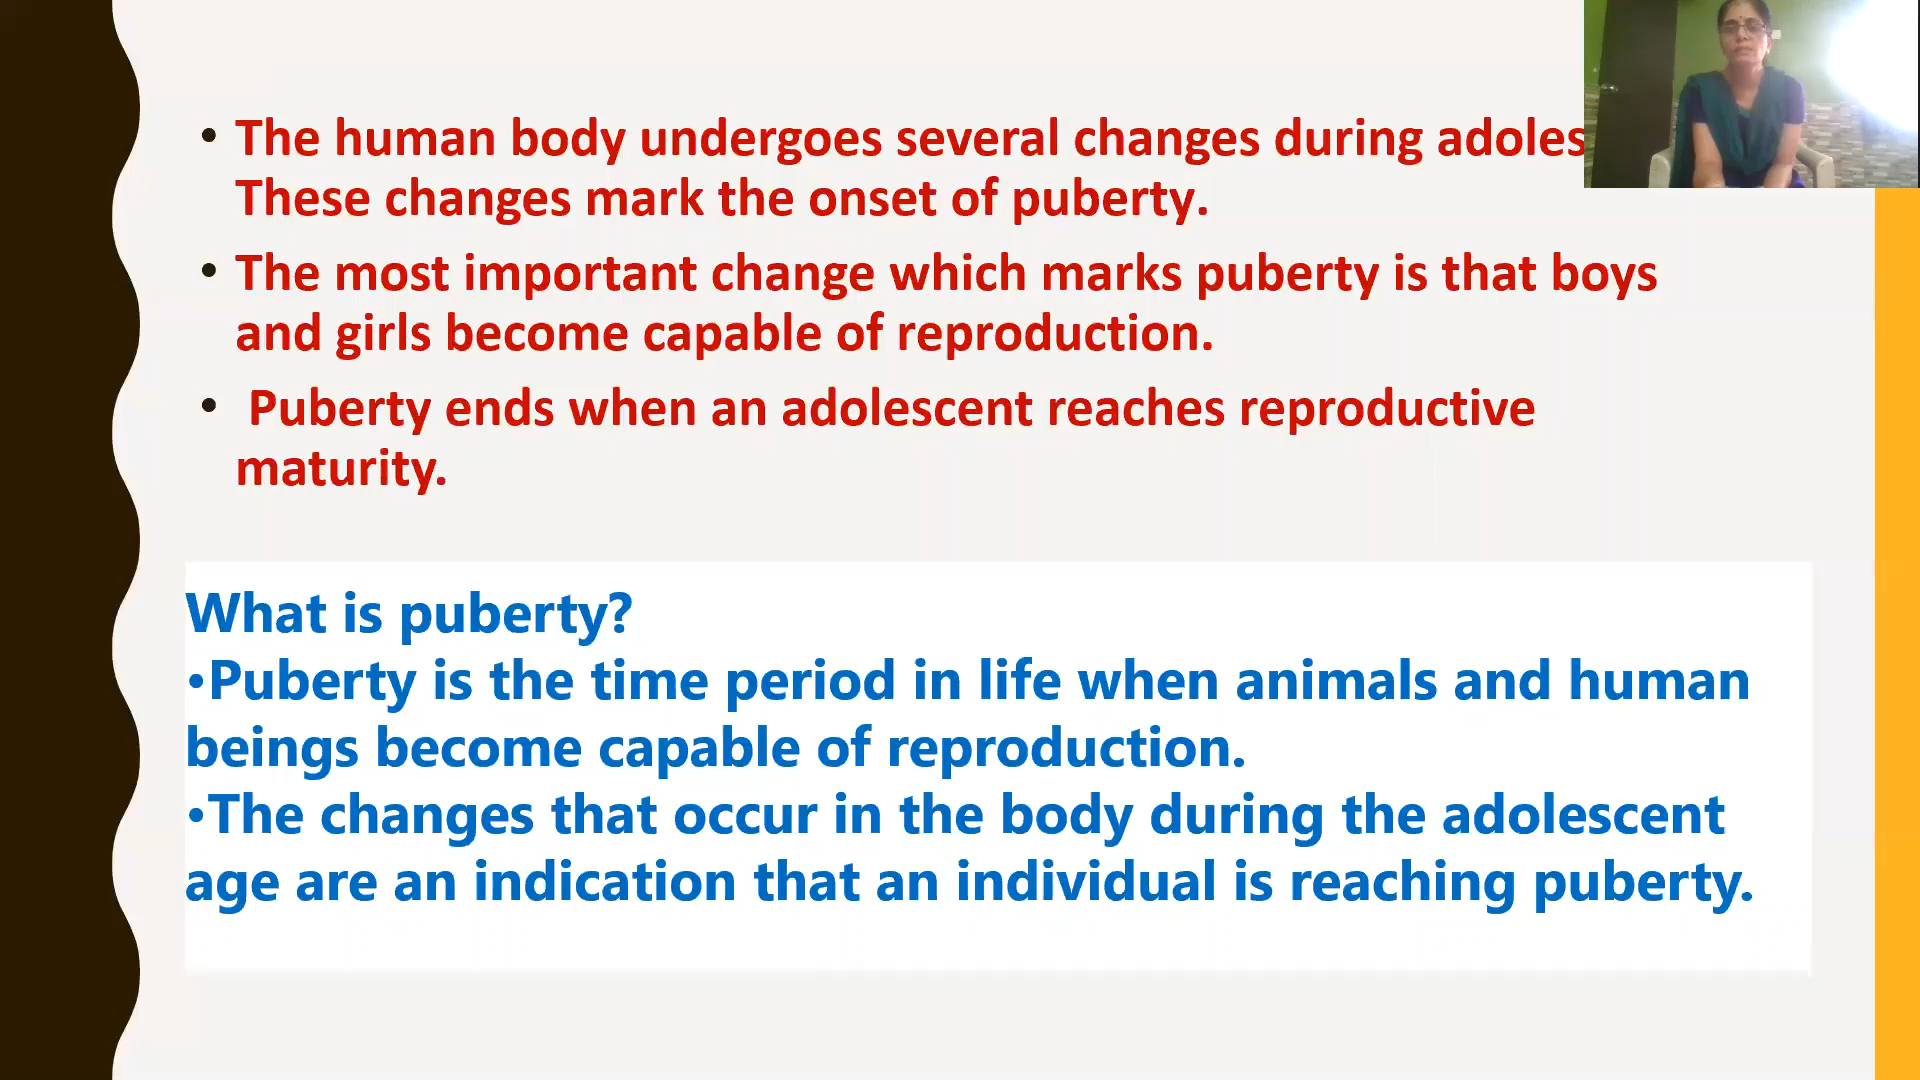 • The human body undergoes several changes during
These changes mark the onset of puberty.
• The most important change which marks puberty is that boys
and girls become capable of reproduction.
• Puberty ends when an adolescent reaches reproductive
maturity.
What is puberty?
•Puberty is the time period in life when animals and human
beings become capable of reproduction.
•The changes that occur in the body during the adolescent
age are an indication that an individual is reaching puberty.